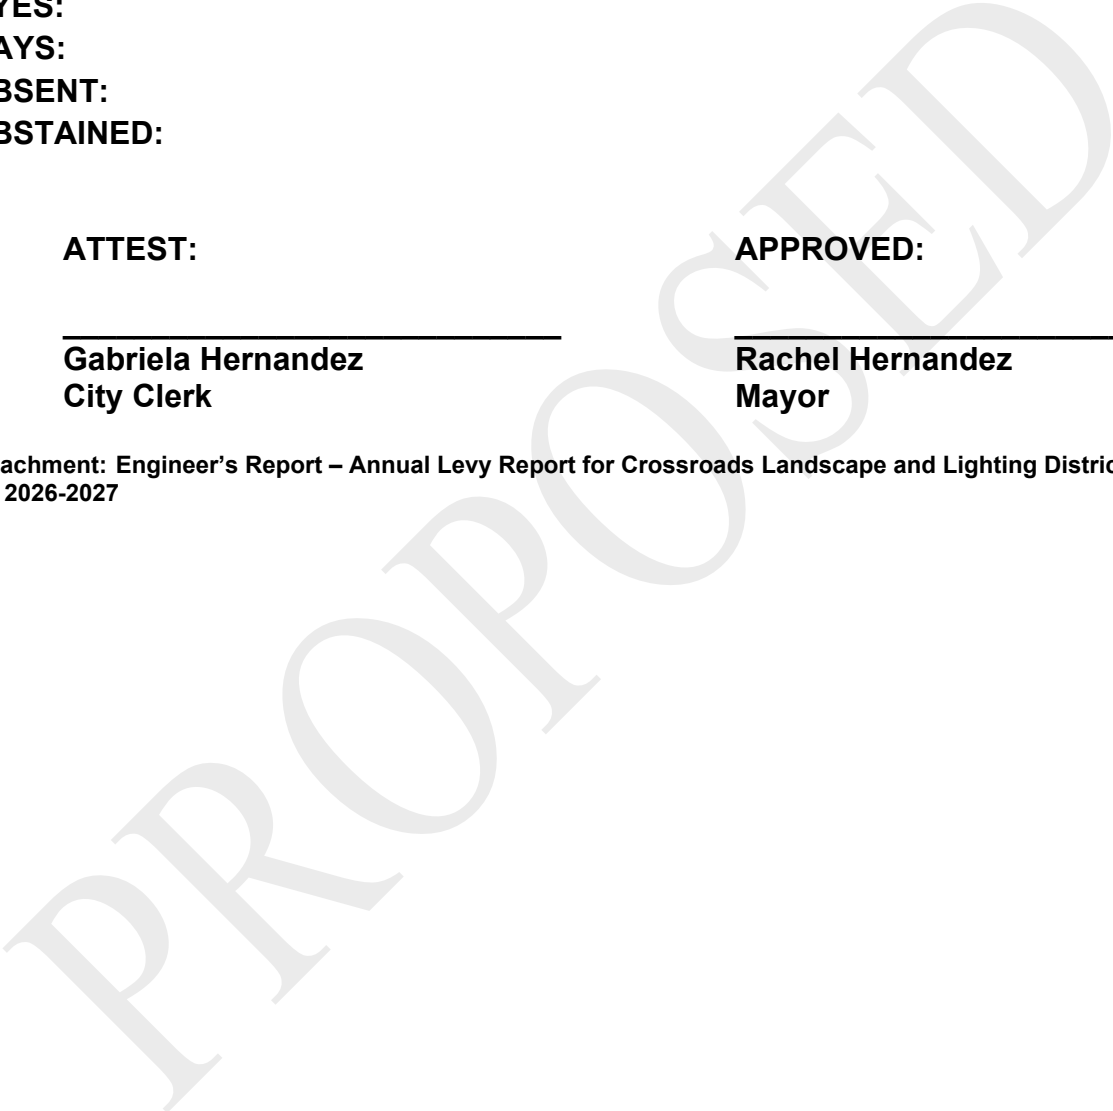 YES:
AYS:
BSENT:
BSTAINED:
ATTEST:
APPROVED:
Gabriela Hernandez
Rachel Hernandez
City Clerk
Mayor
achment: Engineer’s Report – Annual Levy Report for Crossroads Landscape and Lighting Distric
2026-2027
PROPOSED